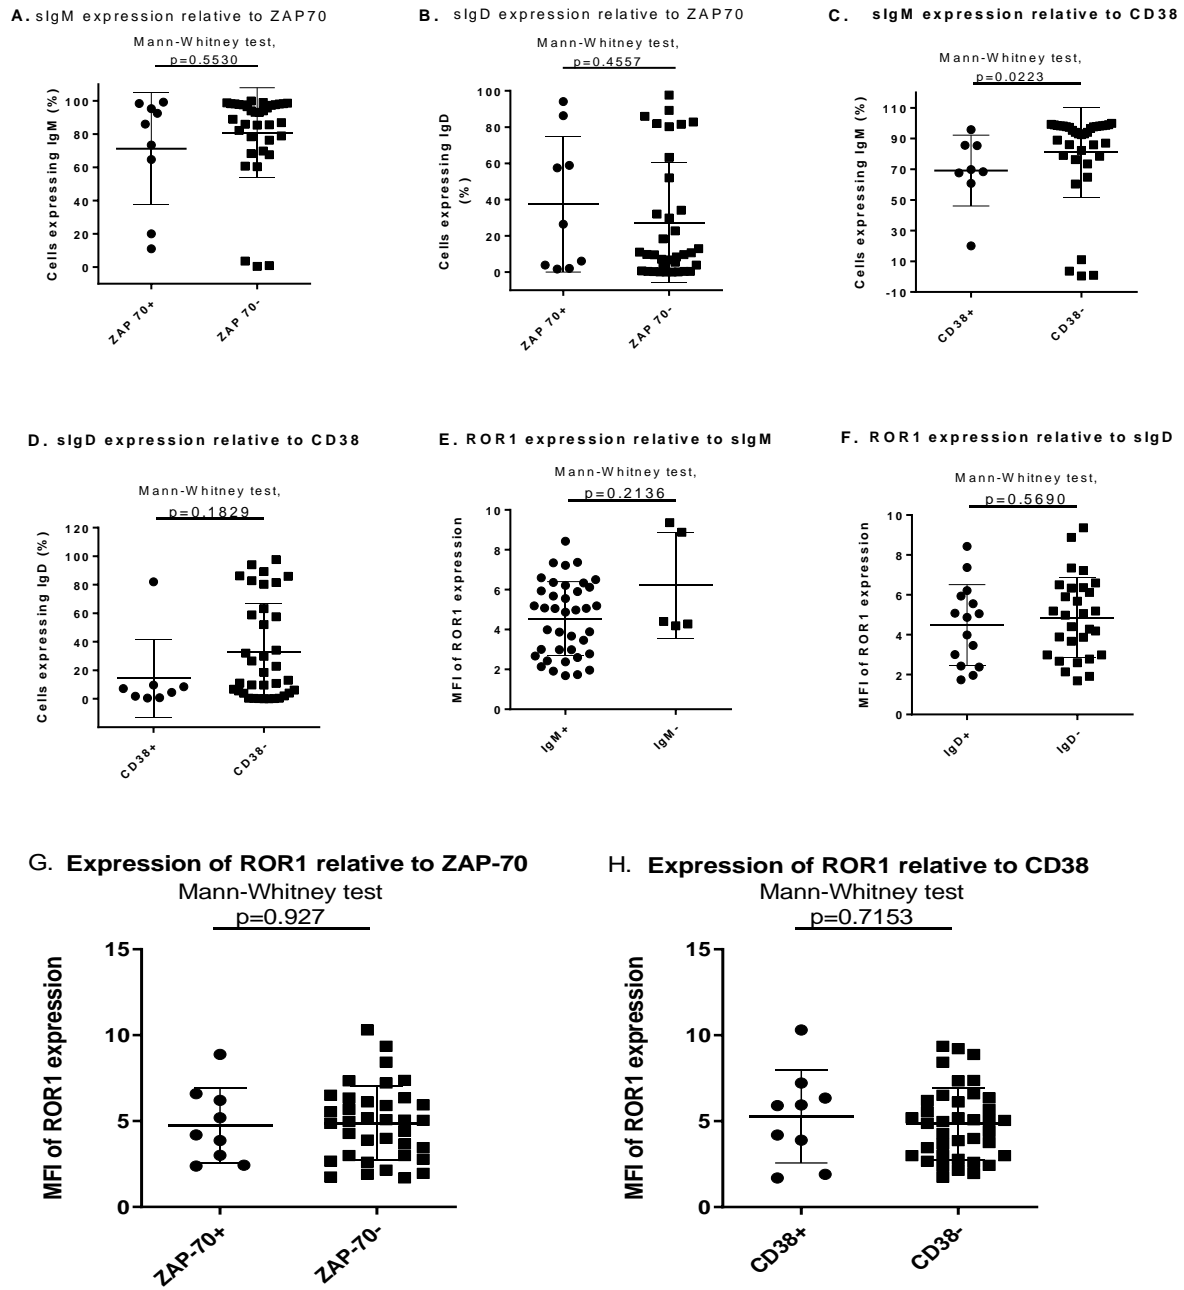 A. sIgM expression relative to ZAP70
Mann-Whitney test,
p=0.5530
Cells expressing IgM (%)
100
80
60
40
20
0
ZAP 70+
ZAP 70-
B. sIgD expression relative to ZAP70
Mann-Whitney test,
p=0.4557
Cells expressing IgD
(%)
100
80
60
40
20
0
ZAP 70+
ZAP 70-
C. sIgM expression relative to CD38
Mann-Whitney test,
p=0.0223
Cells expressing IgM (%)
110
90
70
50
30
10
-10
CD38+
CD38-
D. sIgD expression relative to CD38
Mann-Whitney test,
p=0.1829
Cells expressing IgD (%)
120
100
80
60
40
20
0
CD38+
CD38-
E. ROR1 expression relative to sIgM
Mann-Whitney test,
p=0.2136
MFI of ROR1 expression
10
8
6
4
2
0
IgM+
IgM-
F. ROR1 expression relative to sIgD
Mann-Whitney test,
p=0.5690
MFI of ROR1 expression
10
8
6
4
2
0
IgD+
IgD-
G. Expression of ROR1 relative to ZAP-70
Mann-Whitney test
p=0.927
MFI of ROR1 expression
15
10
5
0
ZAP-70+
ZAP-70-
H. Expression of ROR1 relative to CD38
Mann-Whitney test
p=0.7153
MFI of ROR1 expression
15
10
5
0
CD38+
CD38-